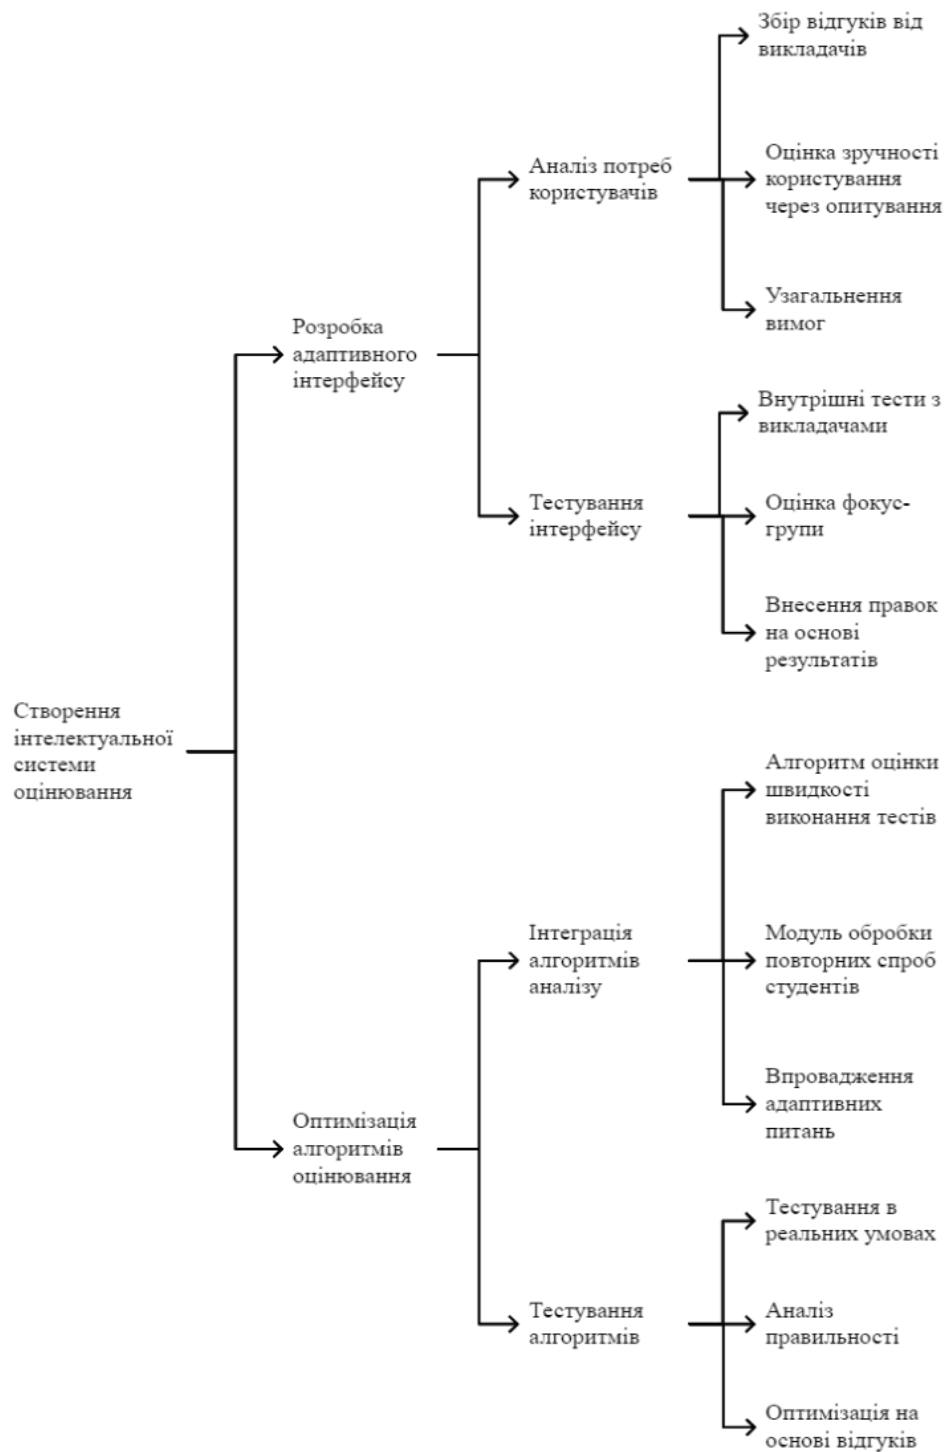 Збір відгуків від
викладачів
Оцінка зручності
користування
через опитування
Аналіз потреб
користувачів
Узагальнення
вимог
Розробка
адаптивного
інтерфейсу
Внутрішні тести з
викладачами
Тестування
інтерфейсу
Оцінка фокус-
групи
Внесення правок
на основі
результатів
Створення
інтелектуальної
системи
оцінювання
Алгоритм оцінки
швидкості
виконання тестів
Інтеграція
алгоритмів
аналізу
Модуль обробки
повторних спроб
студентів
Впровадження
адаптивних
питань
Оптимізація
алгоритмів
оцінювання
Тестування в
реальних умовах
Тестування
алгоритмів
Аналіз
правильності
Оптимізація на
основі відгуків